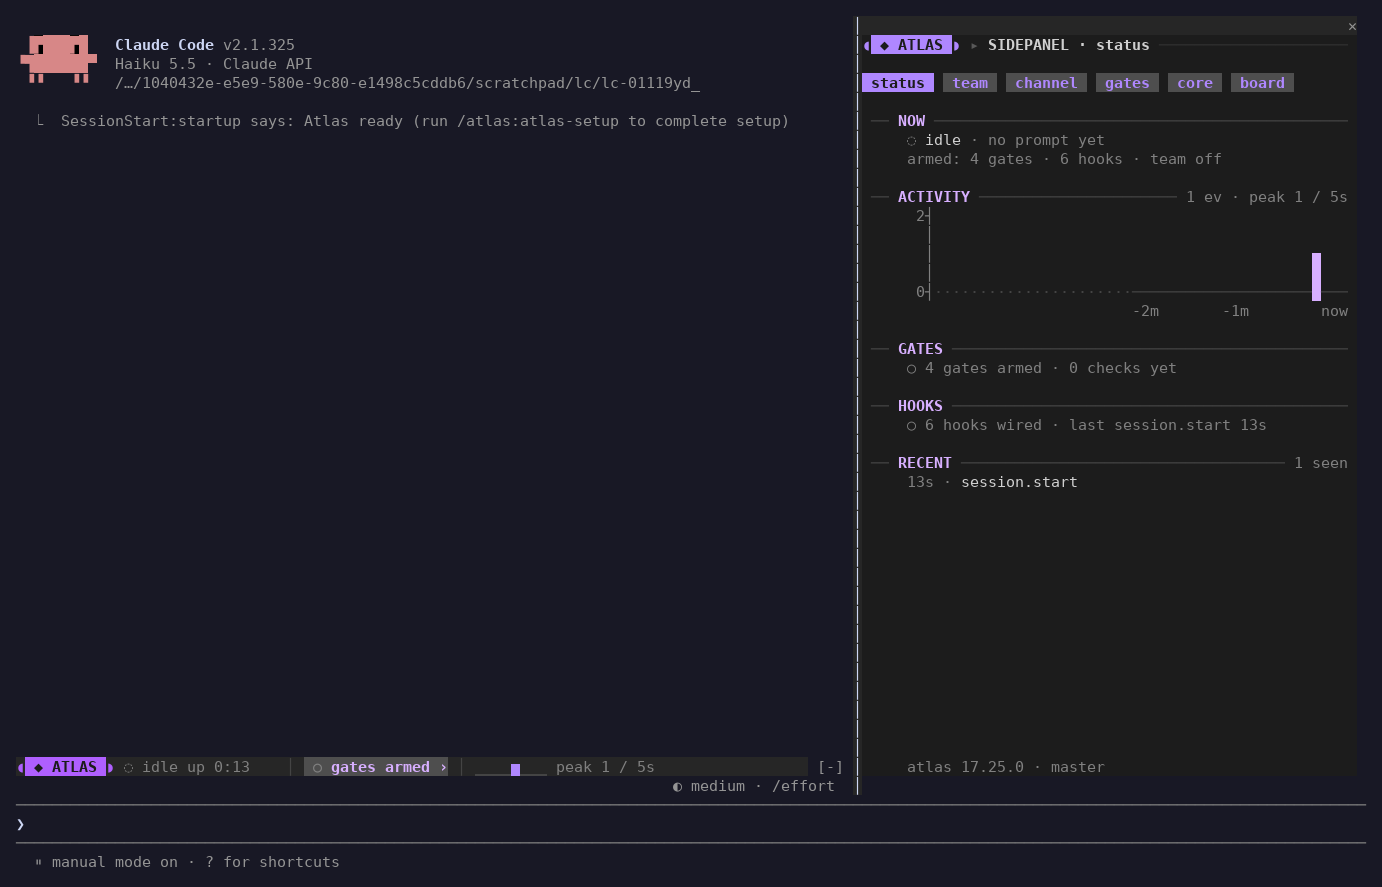 Claude Code v2.1.325
Haiku 5.5 · Claude API
/…/1040432e-e5e9-580e-9c80-e1498c5cddb6/scratchpad/lc/lc-01119yd_
└ SessionStart:startup says: Atlas ready (run /atlas:atlas-setup to complete setup)
×
◆ ATLAS ▸ SIDEPANEL · status
status team channel gates core board
NOW
◌ idle · no prompt yet
armed: 4 gates · 6 hooks · team off
ACTIVITY 1 ev · peak 1 / 5s
2
0
-2m -1m now
GATES
○ 4 gates armed · 0 checks yet
HOOKS
○ 6 hooks wired · last session.start 13s
RECENT 1 seen
13s · session.start
atlas 17.25.0 · master
◆ ATLAS ◌ idle up 0:13 │ ○ gates armed › │ peak 1 / 5s [-]
◐ medium · /effort
❯
⏸ manual mode on · ? for shortcuts